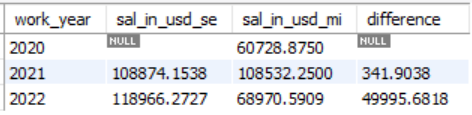 work_year sal_in_usd_se sal_in_usd_mi difference
2020 NULL 60728.8750 NULL
2021 108874.1538 108532.2500 341.9038
2022 118966.2727 68970.5909 49995.6818